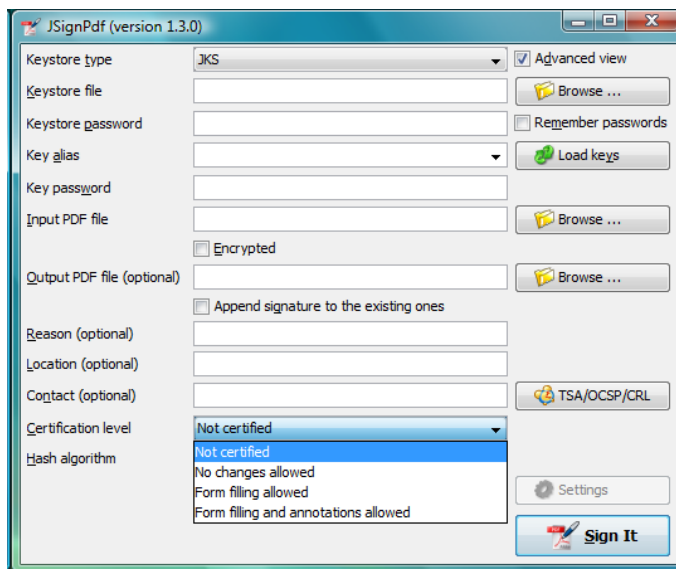 JSignPdf (version 1.3.0)
Keystore type JKS Advanced view
Keystore file Browse ...
Keystore password Remember passwords
Key alias Load keys
Key password
Input PDF file Browse ...
Encrypted
Output PDF file (optional) Browse ...
Append signature to the existing ones
Reason (optional)
Location (optional)
Contact (optional) TSA/OCSP/CRL
Certification level Not certified
Hash algorithm Not certified
No changes allowed
Form filling allowed Settings
Form filling and annotations allowed
Sign It